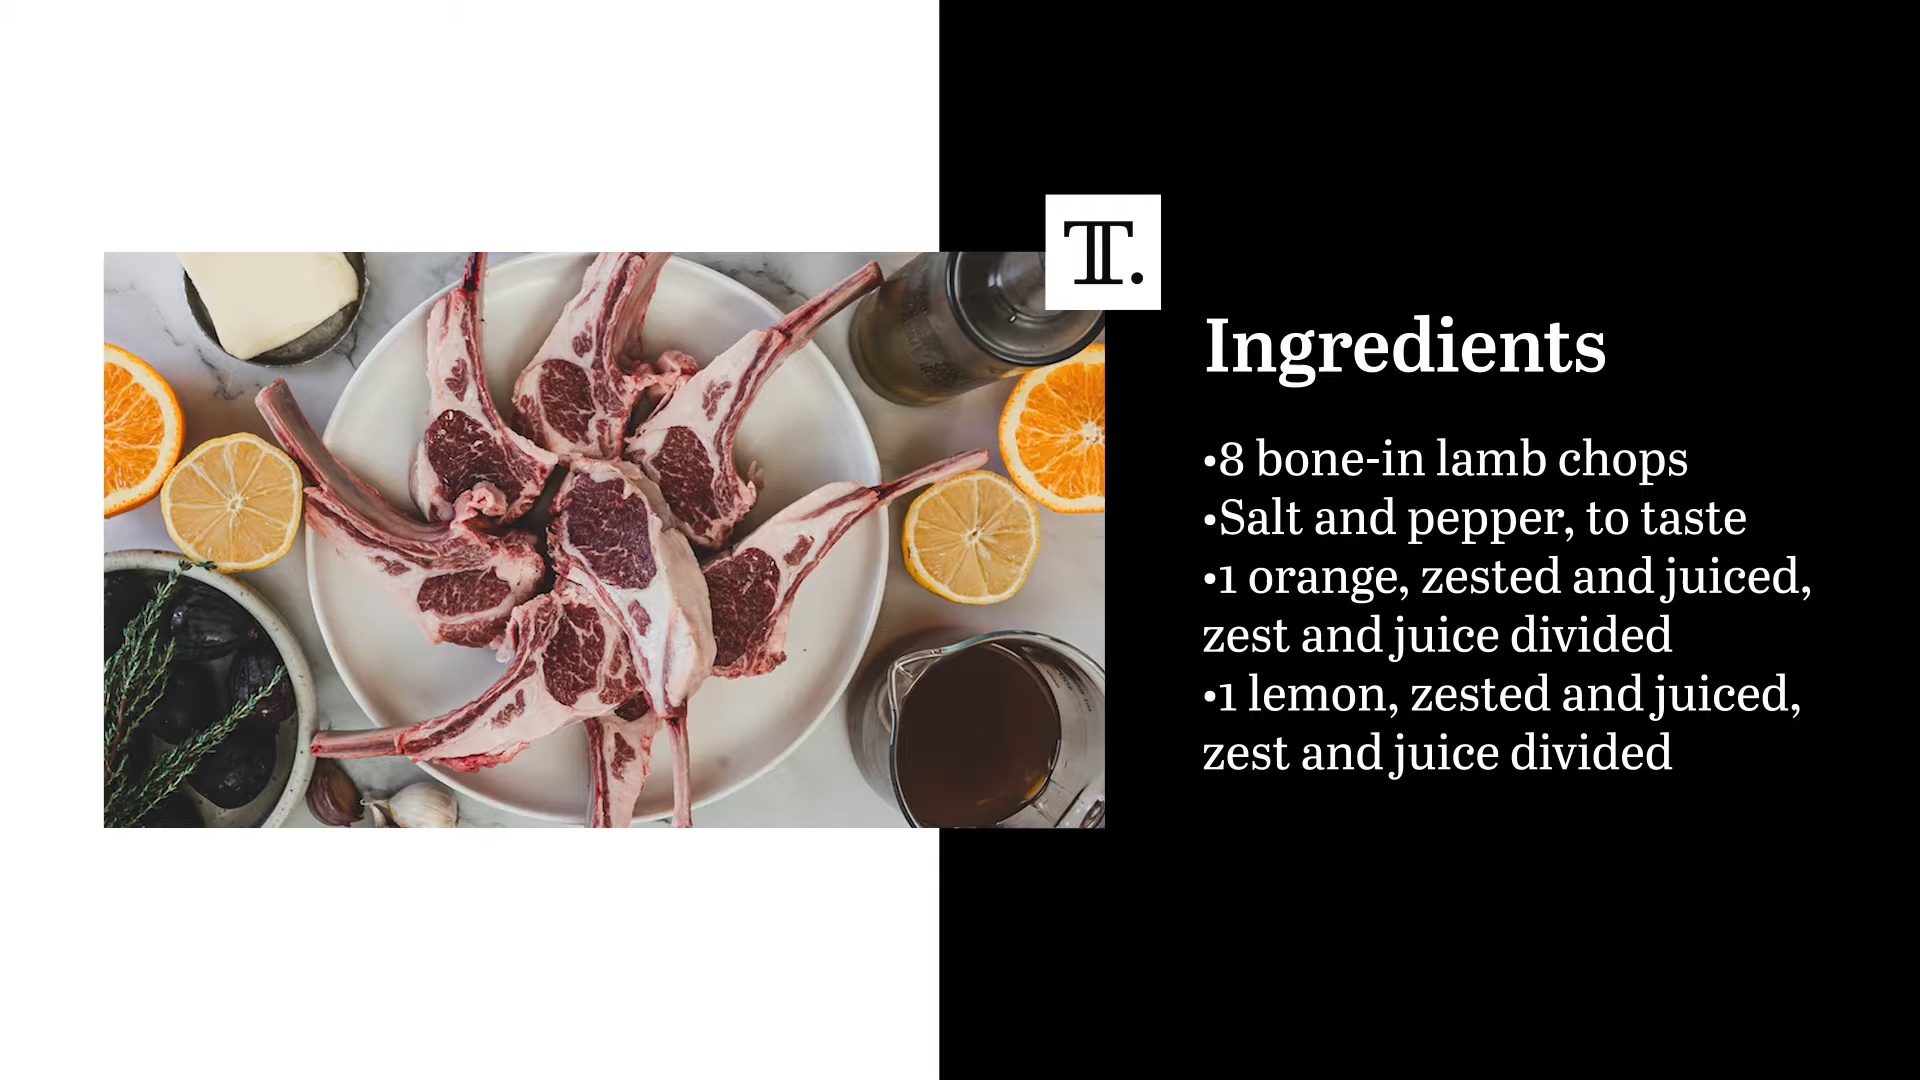 T.
Ingredients
•8 bone-in lamb chops
•Salt and pepper, to taste
•1 orange, zested and juiced,
zest and juice divided
•1 lemon, zested and juiced,
zest and juice divided